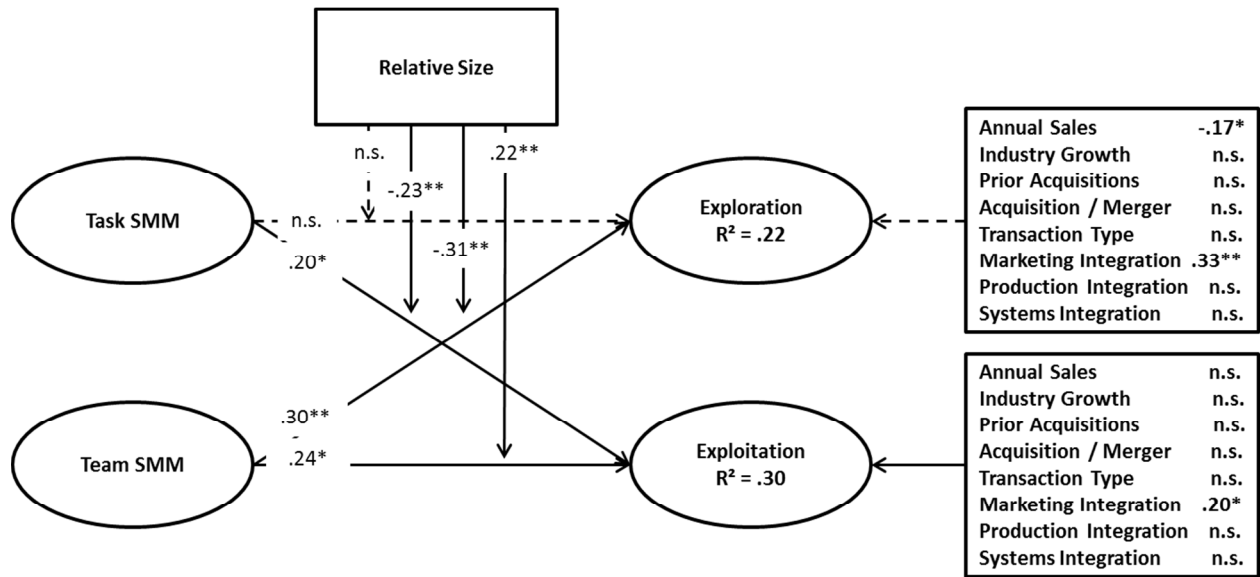 Relative Size
n.s.
-.23**
-.31**
.22**
Task SMM
n.s.
.20*
Exploration
R² = .22
Annual Sales -.17*
Industry Growth n.s.
Prior Acquisitions n.s.
Acquisition / Merger n.s.
Transaction Type n.s.
Marketing Integration .33**
Production Integration n.s.
Systems Integration n.s.
Team SMM
.30**
.24*
Exploitation
R² = .30
Annual Sales n.s.
Industry Growth n.s.
Prior Acquisitions n.s.
Acquisition / Merger n.s.
Transaction Type n.s.
Marketing Integration .20*
Production Integration n.s.
Systems Integration n.s.